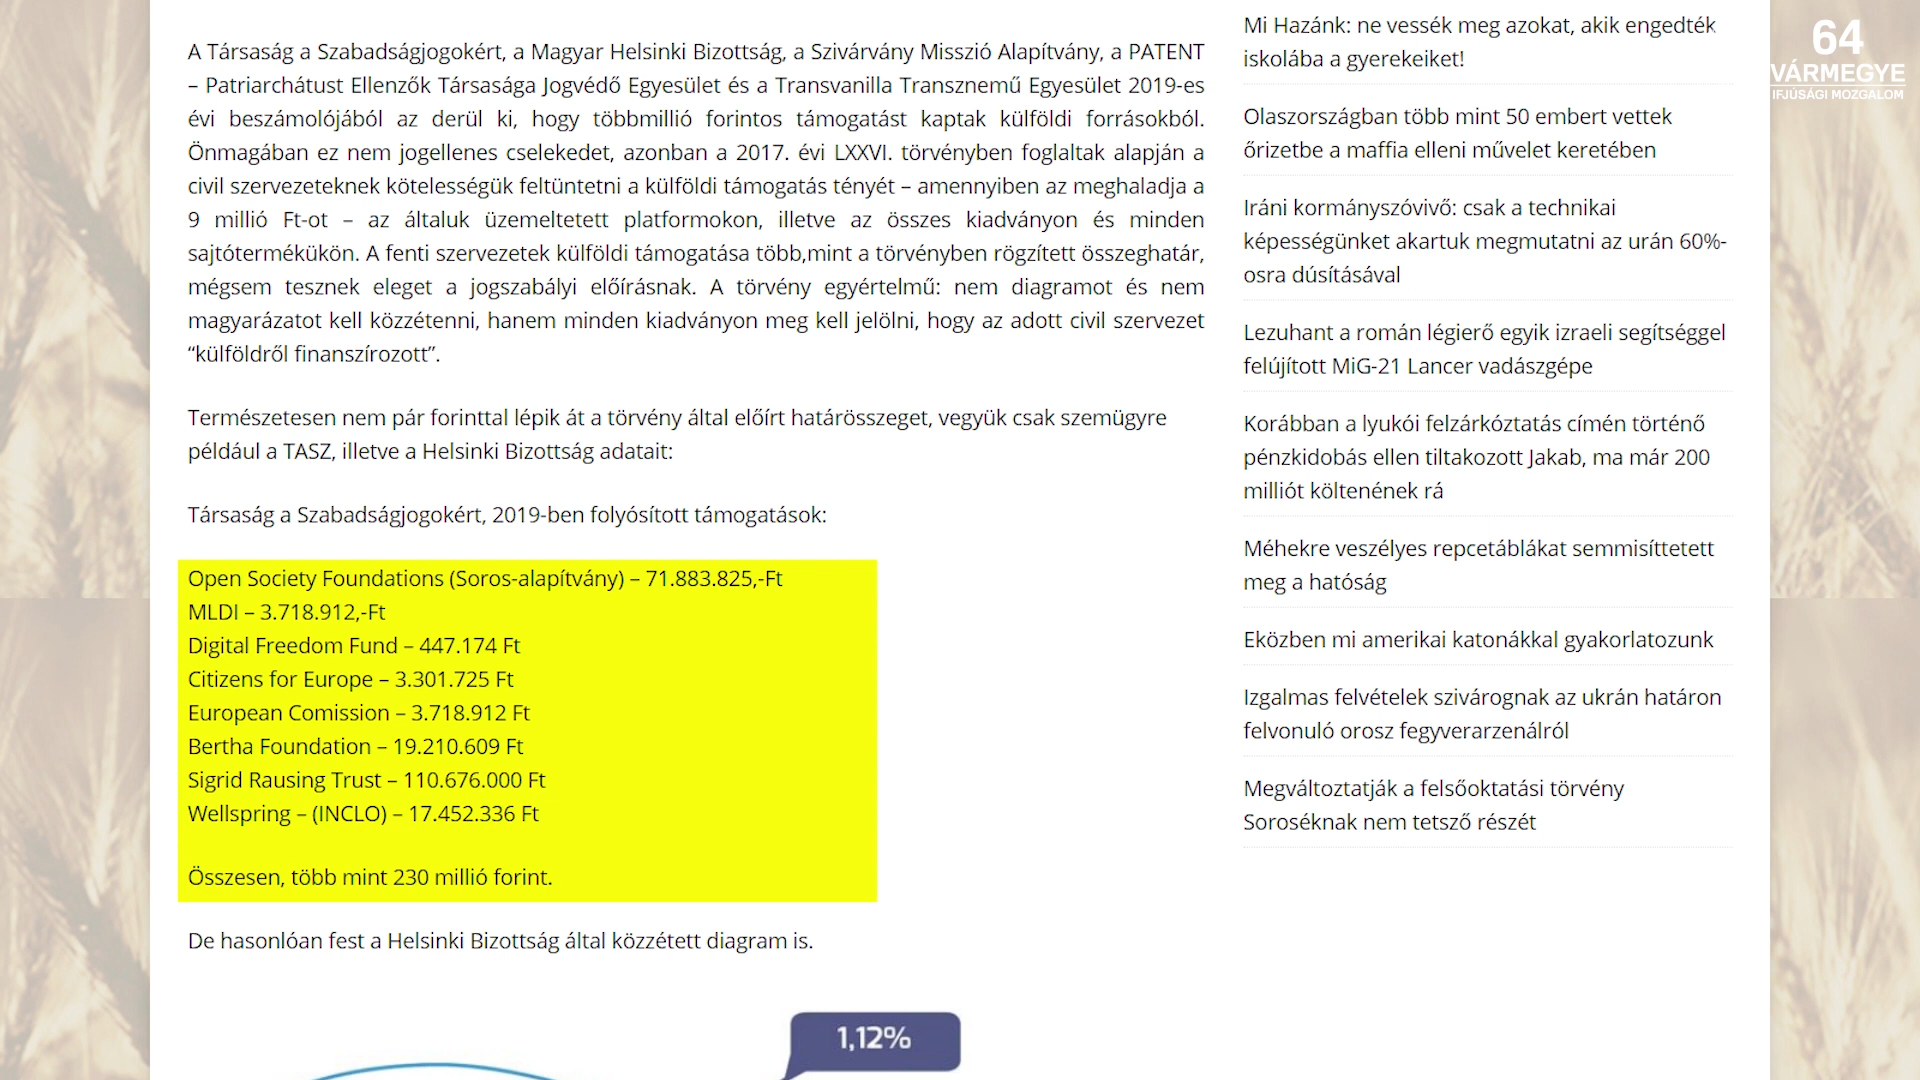 A Társaság a Szabadságjogokért, a Magyar Helsinki Bizottság, a Szivárvány Misszió Alapítvány, a PATENT
– Patriarchátust Ellenzők Társasága Jogvédő Egyesület és a Transvanilla Transznemű Egyesület 2019-es
évi beszámolójából az derül ki, hogy többmillió forintos támogatást kaptak külföldi forrásokból.
Önmagában ez nem jogellenes cselekedet, azonban a 2017. évi LXXVI. törvényben foglaltak alapján a
civil szervezeteknek kötelességük feltüntetni a külföldi támogatás tényét – amennyiben az meghaladja a
9 millió Ft-ot – az általuk üzemeltetett platformokon, illetve az összes kiadványon és minden
sajtótermékükön. A fenti szervezetek külföldi támogatása több,mint a törvényben rögzített összeghatár,
mégsem tesznek eleget a jogszabályi előírásnak. A törvény egyértelmű: nem diagramot és nem
magyarázatot kell közzétenni, hanem minden kiadványon meg kell jelölni, hogy az adott civil szervezet
“külföldről finanszírozott”.
Természetesen nem pár forinttal lépik át a törvény által előírt határösszeget, vegyük csak szemügyre
például a TASZ, illetve a Helsinki Bizottság adatait:
Társaság a Szabadságjogokért, 2019-ben folyósított támogatások:
Open Society Foundations (Soros-alapítvány) – 71.883.825,-Ft
MLDI – 3.718.912,-Ft
Digital Freedom Fund – 447.174 Ft
Citizens for Europe – 3.301.725 Ft
European Comission – 3.718.912 Ft
Bertha Foundation – 19.210.609 Ft
Sigrid Rausing Trust – 110.676.000 Ft
Wellspring – (INCLO) – 17.452.336 Ft
Összesen, több mint 230 millió forint.
De hasonlóan fest a Helsinki Bizottság által közzétett diagram is.
1,12%
Mi Hazánk: ne vessék meg azokat, akik engedték
iskolába a gyerekeiket!
Olaszországban több mint 50 embert vettek
őrizetbe a maffia elleni művelet keretében
Iráni kormányszóvivő: csak a technikai
képességünket akartuk megmutatni az urán 60%-
osra dúsításával
Lezuhant a román légierő egyik izraeli segítséggel
felújított MiG-21 Lancer vadászgépe
Korábban a lyukói felzárkóztatás címén történő
pénzkidobás ellen tiltakozott Jakab, ma már 200
milliót költenének rá
Méhekre veszélyes repcetáblákat semmisíttetett
meg a hatóság
Eközben mi amerikai katonákkal gyakorlatozunk
Izgalmas felvételek szivárognak az ukrán határon
felvonuló orosz fegyverarzenálról
Megváltoztatják a felsőoktatási törvény
Soroséknak nem tetsző részét
64
VÁRMEGYE
IFJÚSÁGI MOZGALOM